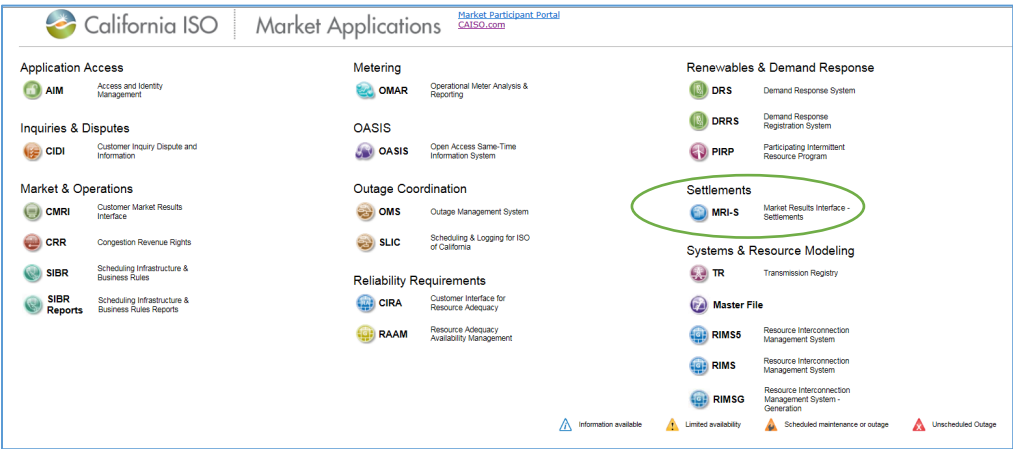 California ISO
Market Applications
Market Participant Portal
CAISO.com
Application Access
AIM
Access and Identity
Management
Inquiries & Disputes
CIDI
Customer Inquiry Dispute and
Information
Market & Operations
CMRI
Customer Market Results
Interface
CRR
Congestion Revenue Rights
SIBR
Scheduling Infrastructure &
Business Rules
SIBR
Reports
Scheduling Infrastructure &
Business Rules Reports
Metering
OMAR
Operational Meter Analysis &
Reporting
OASIS
OASIS
Open Access Same-Time
Information System
Outage Coordination
OMS
Outage Management System
SLIC
Scheduling & Logging for ISO
of California
Reliability Requirements
CIRA
Customer Interface for
Resource Adequacy
RAAM
Resource Adequacy
Availability Management
Renewables & Demand Response
DRS
Demand Response System
DRRS
Demand Response
Registration System
PIRP
Participating Intermittent
Resource Program
Settlements
MRI-S
Market Results Interface -
Settlements
Systems & Resource Modeling
TR
Transmission Registry
Master File
RIMS5
Resource Interconnection
Management System
RIMS
Resource Interconnection
Management System
RIMSG
Resource Interconnection
Management System -
Generation
Information available
Limited availability
Scheduled maintenance or outage
Unscheduled Outage